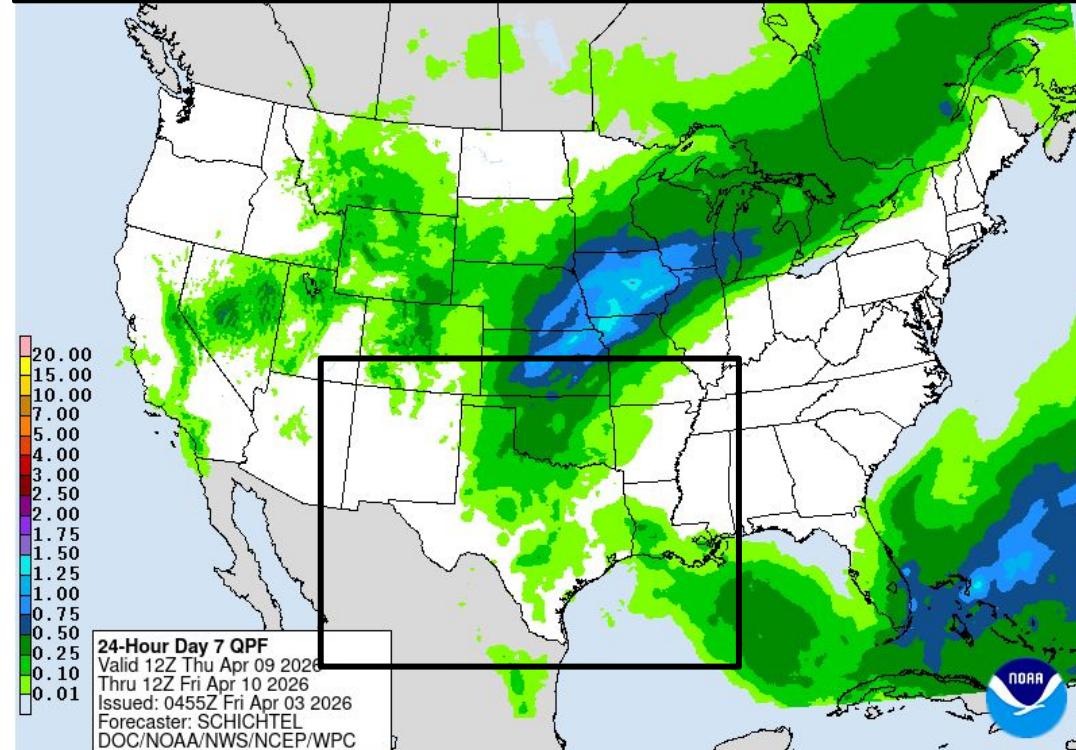 20.00
15.00
10.00
7.00
5.00
4.00
3.00
2.50
2.00
1.75
1.50
1.25
1.00
0.75
0.50
0.25
0.10
0.01
24-Hour Day 7 QPF
Valid 12Z Thu Apr 09 2026
Thru 12Z Fri Apr 10 2026
Issued: 0455Z Fri Apr 03 2026
Forecaster: SCHICHTEL
DOC/NOAA/NWS/NCEP/WPC
NOAA